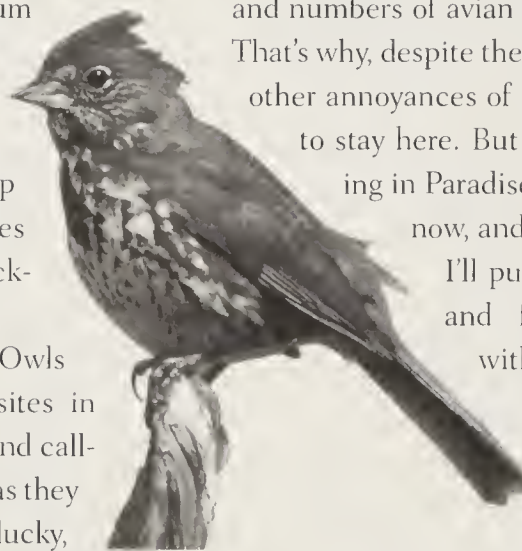 um
p
es
ck-
Owls
sites in
nd call-
as they
lucky,
and numbers of avian
That's why, despite the
other annoyances of
to stay here. But
ing in Paradise
now, and
I'll pu
and
with